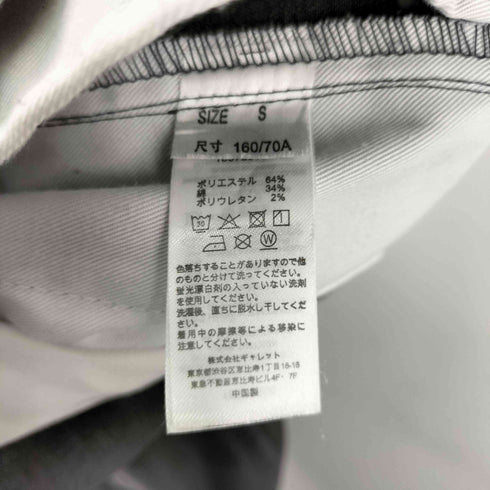 SIZE S
尺寸 160/70A
ポリエステル 64%
綿 34%
ポリウレタン 2%
30
W
色落ちすることがありますので他
のものと分けて洗ってください。
蛍光漂白剤の入っていない洗剤
を使用してください。
洗濯後、直ちに脱水し干してください。
着用中の摩擦等による移染に
注意してください。
株式会社ギャレット
東京都渋谷区恵比寿1丁目18-18
東急不動産恵比寿ビル4F・7F
中国製